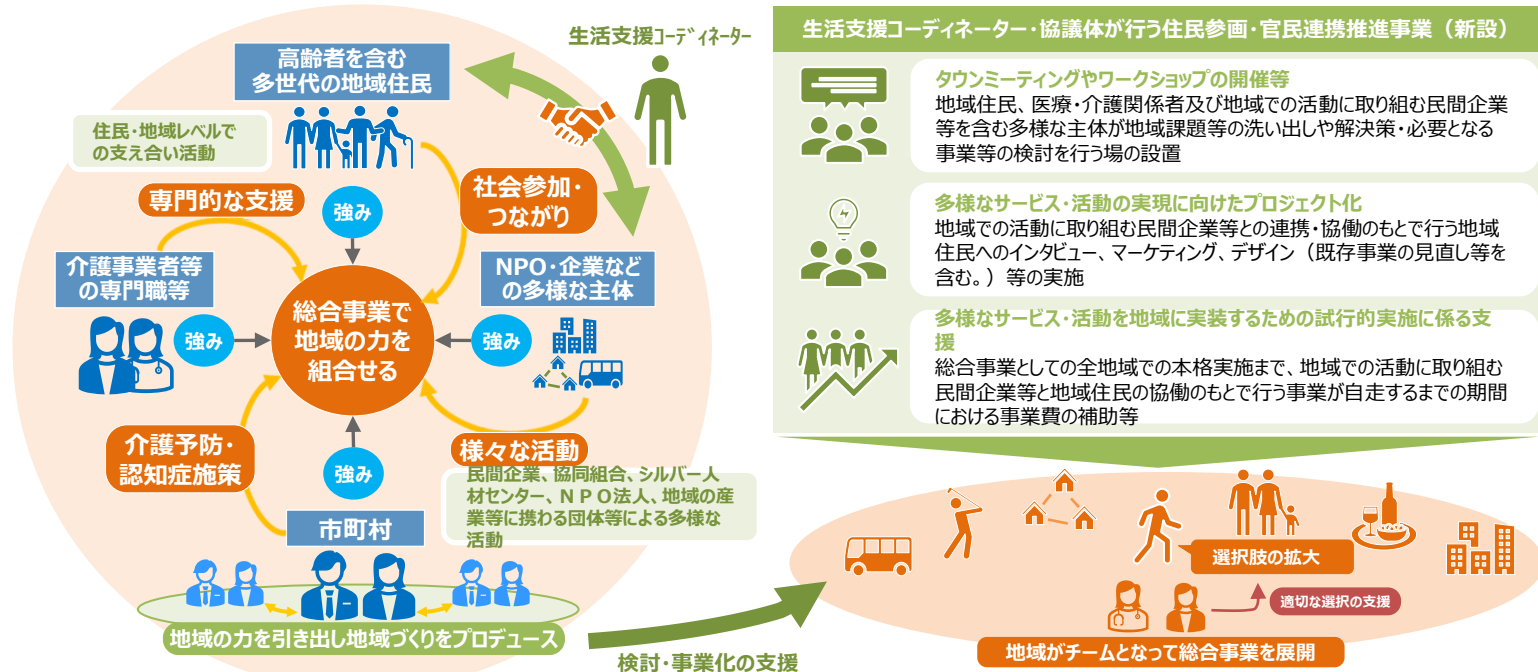 生活支援コーディネーター
高齢者を含む
多世代の地域住民
住民・地域レベルで
の支え合い活動
専門的な支援
強み
社会参加・
つながり
介護事業者等
の専門職等
NPO・企業など
の多様な主体
強み
総合事業で
地域の力を
組合せる
強み
介護予防・
認知症施策
強み
様々な活動
民間企業、協同組合、シルバー人
材センター、ＮＰＯ法人、地域の産
業等に携わる団体等による多様な
活動
市町村
地域の力を引き出し地域づくりをプロデュース
検討・事業化の支援
生活支援コーディネーター・協議体が行う住民参画・官民連携推進事業（新設）
タウンミーティングやワークショップの開催等
地域住民、医療・介護関係者及び地域での活動に取り組む民間企業
等を含む多様な主体が地域課題等の洗い出しや解決策・必要となる
事業等の検討を行う場の設置
多様なサービス・活動の実現に向けたプロジェクト化
地域での活動に取り組む民間企業等との連携・協働のもとで行う地域
住民へのインタビュー、マーケティング、デザイン（既存事業の見直し等を
含む。）等の実施
多様なサービス・活動を地域に実装するための試行的実施に係る支
援
総合事業としての全地域での本格実施まで、地域での活動に取り組む
民間企業等と地域住民の協働のもとで行う事業が自走するまでの期間
における事業費の補助等
選択肢の拡大
適切な選択の支援
地域がチームとなって総合事業を展開